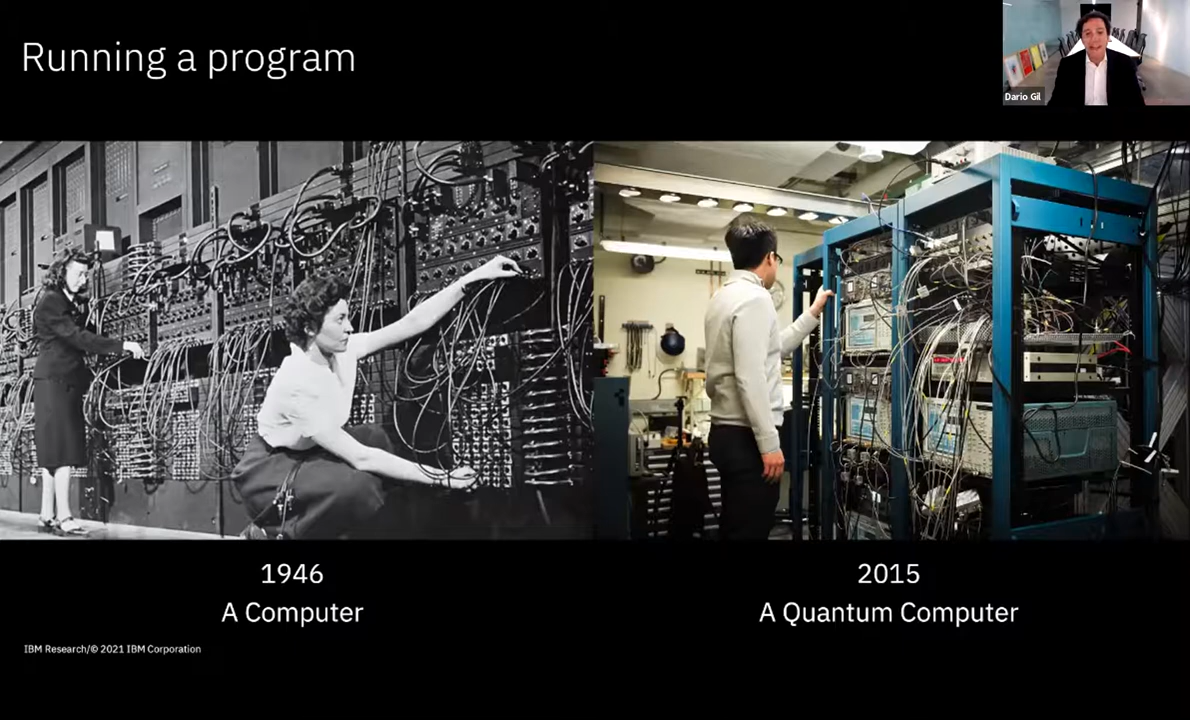 Running a program
Dario Gil
1946
A Computer
2015
A Quantum Computer
IBM Research/© 2021 IBM Corporation